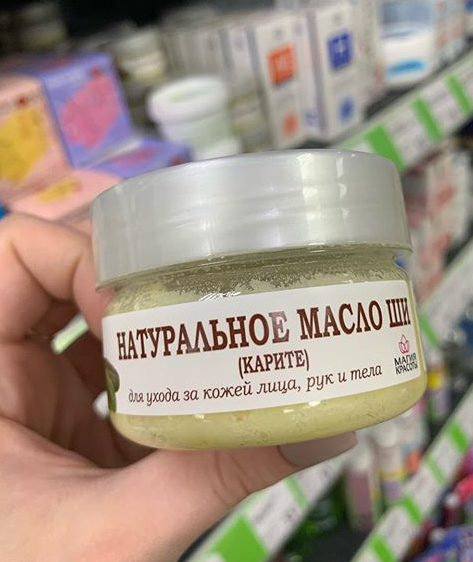 НАТУРАЛЬНОЕ МАСЛО ШИ
(КАРИТЕ)
для ухода за кожей лица, рук и тела
МАГИЯ
КРАСОТЫ